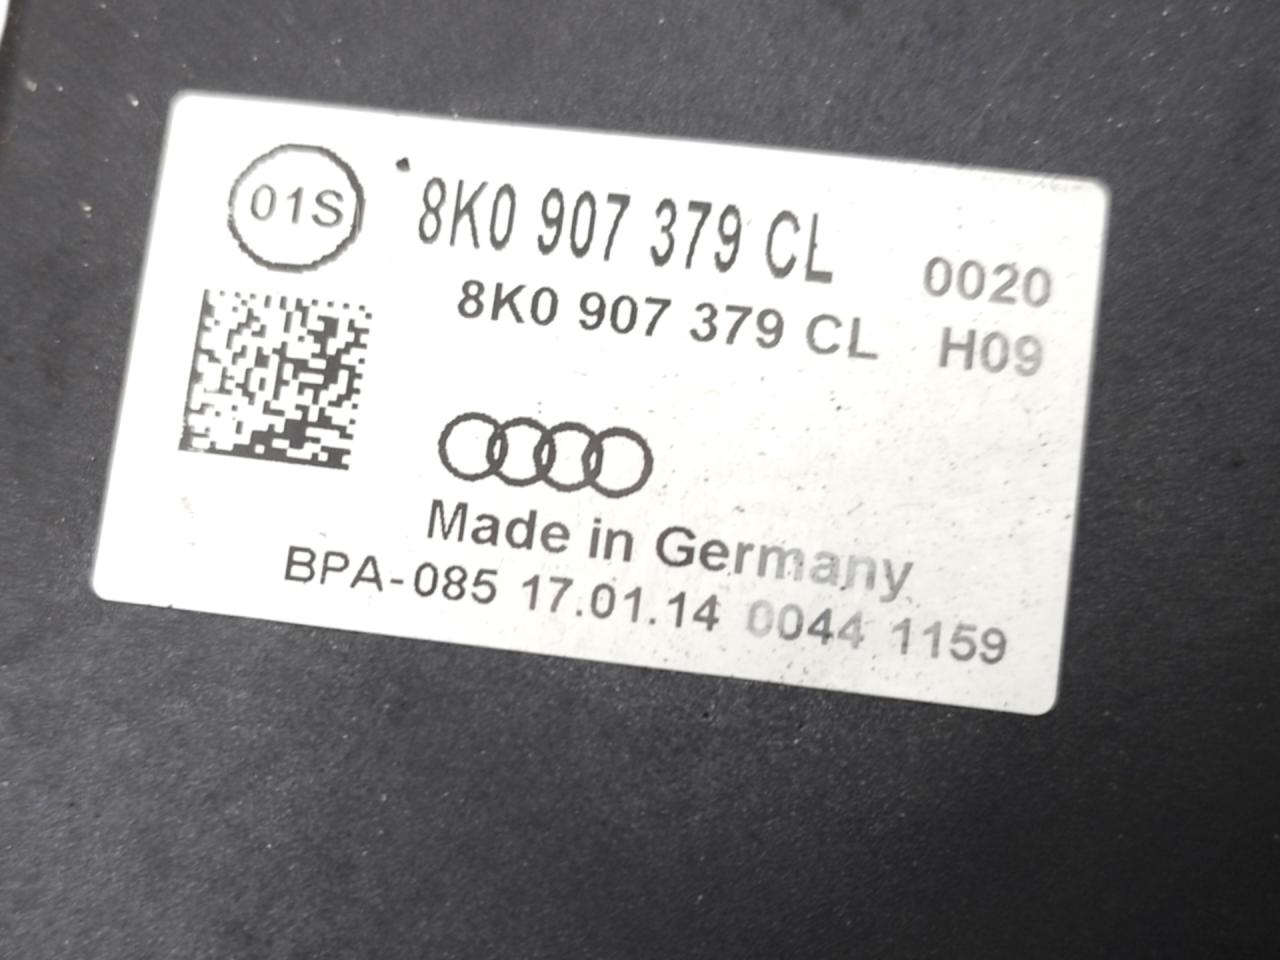 01S
8K0 907 379 CL 0020
8K0 907 379 CL H09
Made in Germany
BPA-085 17.01.14 0044 1159